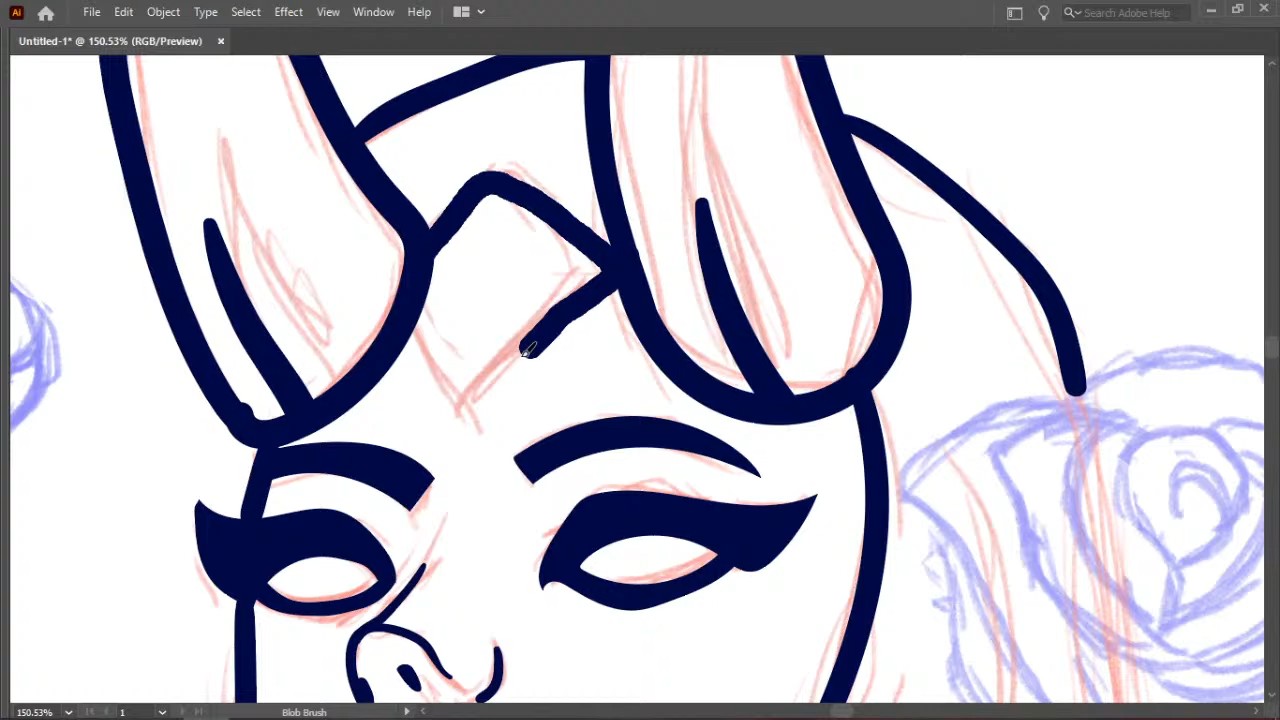 Ai File Edit Object Type Select Effect View Window Help Search Adobe Help
Untitled-1* @ 150.53% (RGB/Preview) ×
150.53% 1 Blob Brush